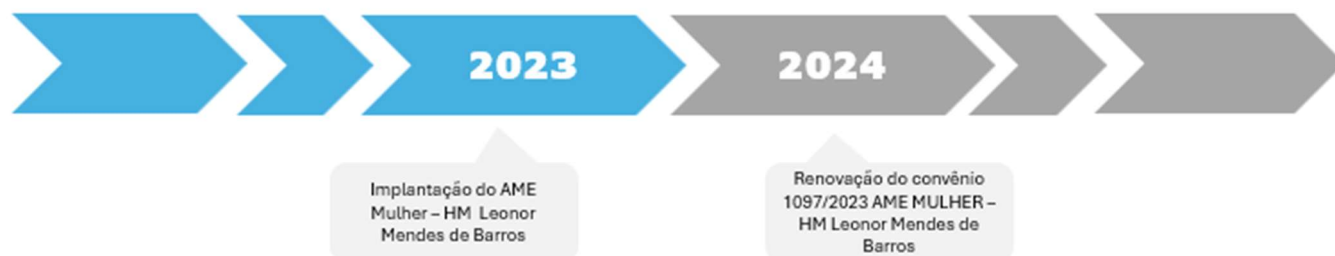 2023
2024
Implantação do AME
Mulher – HM Leonor
Mendes de Barros
Renovação do convênio
1097/2023 AME MULHER –
HM Leonor Mendes de
Barros